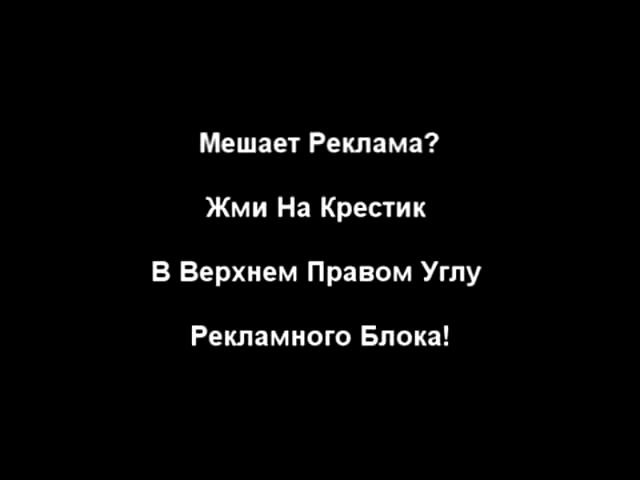 Мешает Реклама?
Жми На Крестик
В Верхнем Правом Углу
Рекламного Блока!